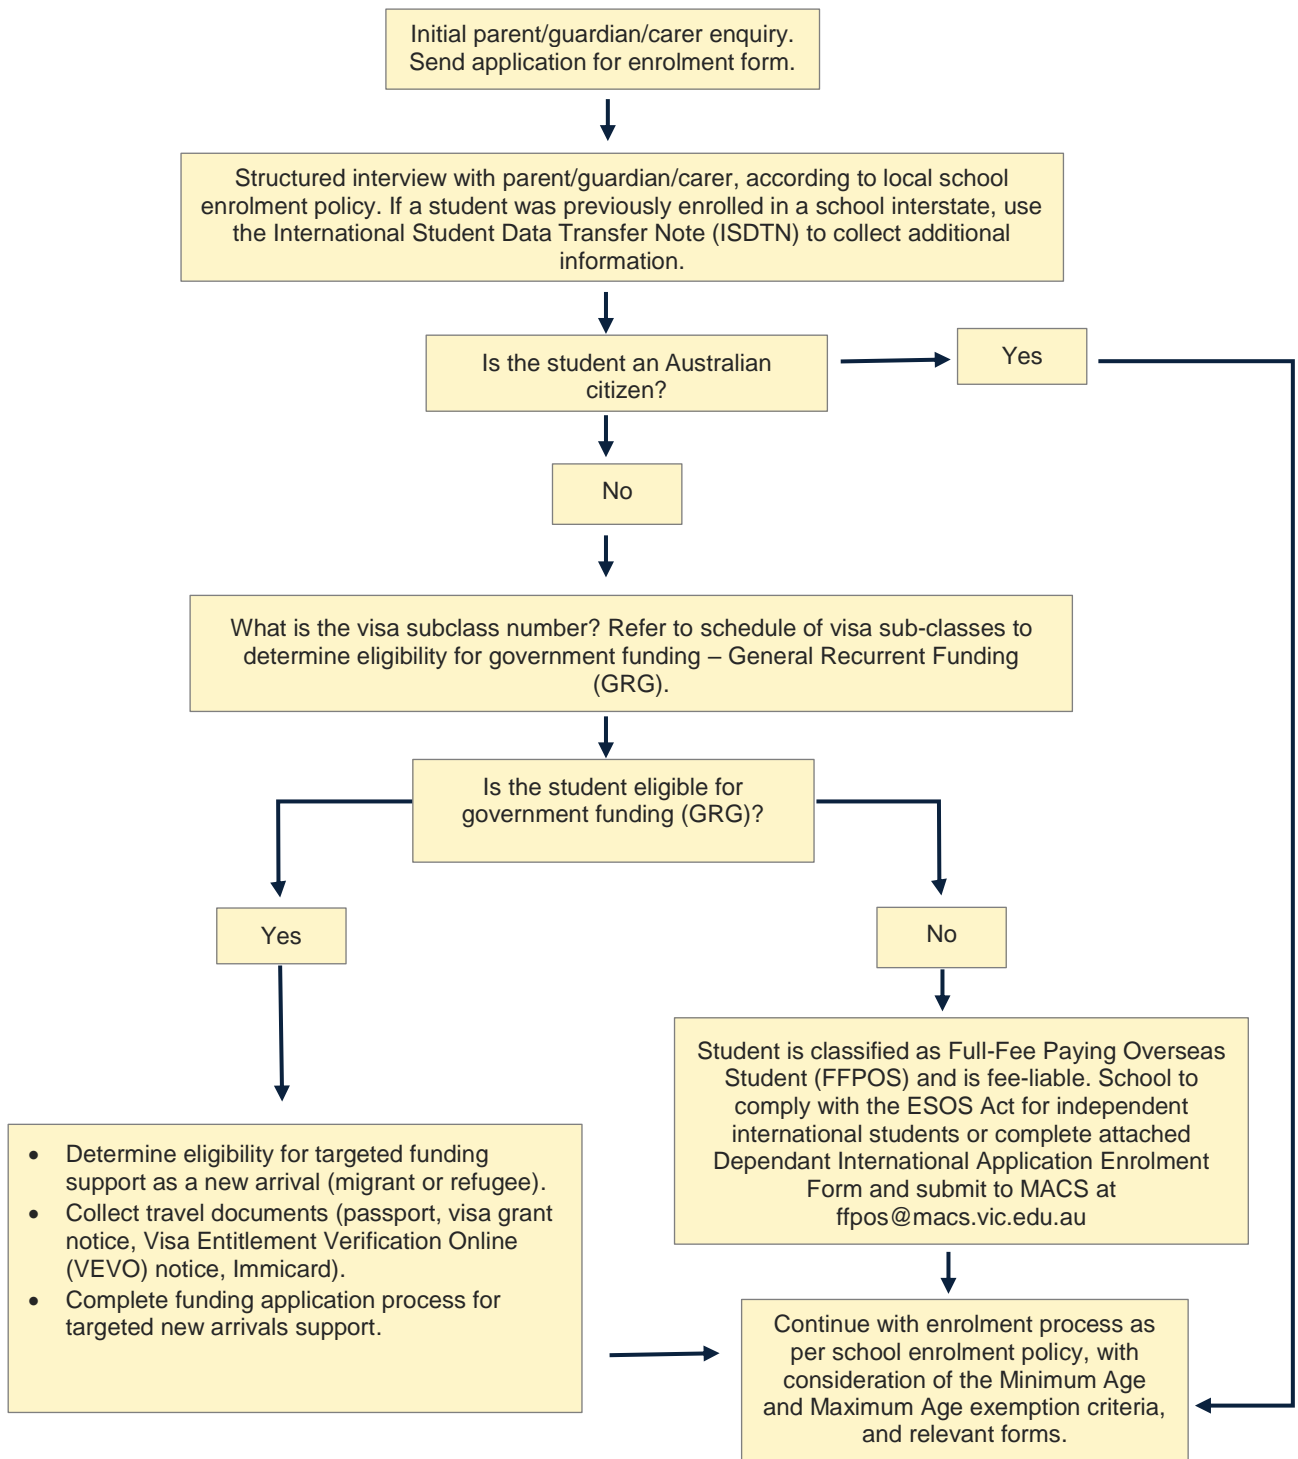 Initial parent/guardian/carer enquiry.
Send application for enrolment form.
Structured interview with parent/guardian/carer, according to local school
enrolment policy. If a student was previously enrolled in a school interstate, use
the International Student Data Transfer Note (ISDTN) to collect additional
information.
Is the student an Australian
citizen?
Yes
No
What is the visa subclass number? Refer to schedule of visa sub-classes to
determine eligibility for government funding – General Recurrent Funding
(GRG).
Is the student eligible for
government funding (GRG)?
Yes
No
Student is classified as Full-Fee Paying Overseas
Student (FFPOS) and is fee-liable. School to
comply with the ESOS Act for independent
international students or complete attached
Dependant International Application Enrolment
Form and submit to MACS at
ffpos@macs.vic.edu.au
• Determine eligibility for targeted funding
support as a new arrival (migrant or refugee).
• Collect travel documents (passport, visa grant
notice, Visa Entitlement Verification Online
(VEVO) notice, Immicard).
• Complete funding application process for
targeted new arrivals support.
Continue with enrolment process as
per school enrolment policy, with
consideration of the Minimum Age
and Maximum Age exemption criteria,
and relevant forms.